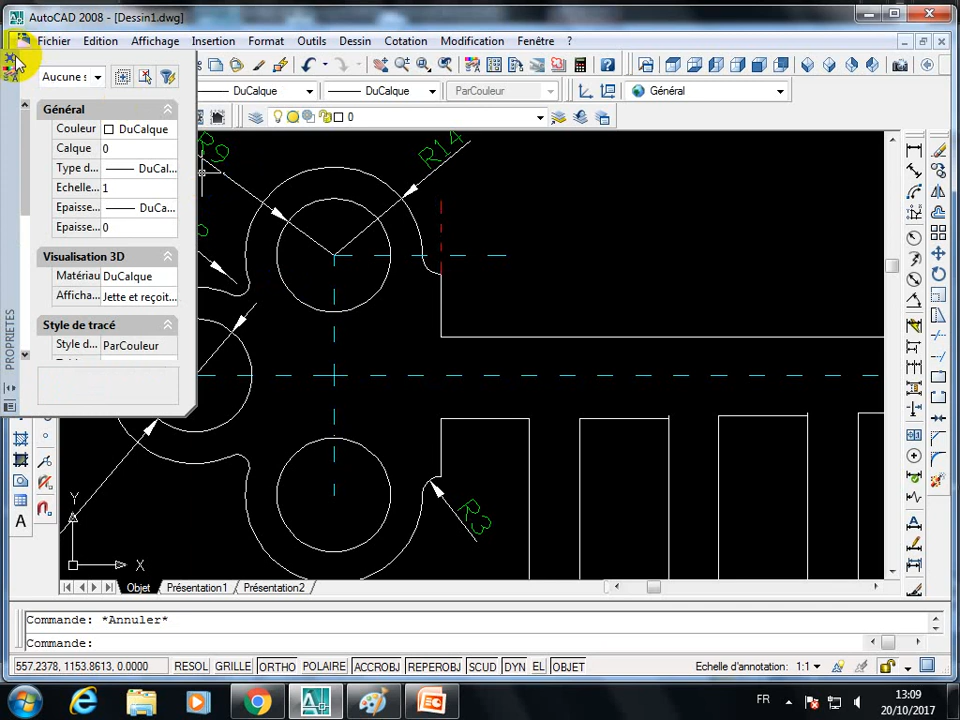 AutoCAD 2008 - [Dessin1.dwg]
Fichier Edition Affichage Insertion Format Outils Dessin Cotation Modification Fenêtre ?
Aucune s
DuCalque
DuCalque
ParCouleur
Général
0
Général
Couleur DuCalque
Calque 0
Type d... DuCal...
Echelle... 1
Epaisse... DuCa...
Epaisse... 0
Visualisation 3D
Matériau DuCalque
Afficha... Jette et reçoit...
Style de tracé
Style d... ParCouleur
PROPRIETES
R9
R14
R3
Y
X
A
Objet Présentation1 Présentation2
Commande: *Annuler*
Commande:
557.2378, 1153.8613, 0.0000 RESOL GRILLE ORTHO POLAIRE ACCROBJ REPEROBJ SCUD DYN EL OBJET Echelle d'annotation: 1:1
FR
13:09
20/10/2017